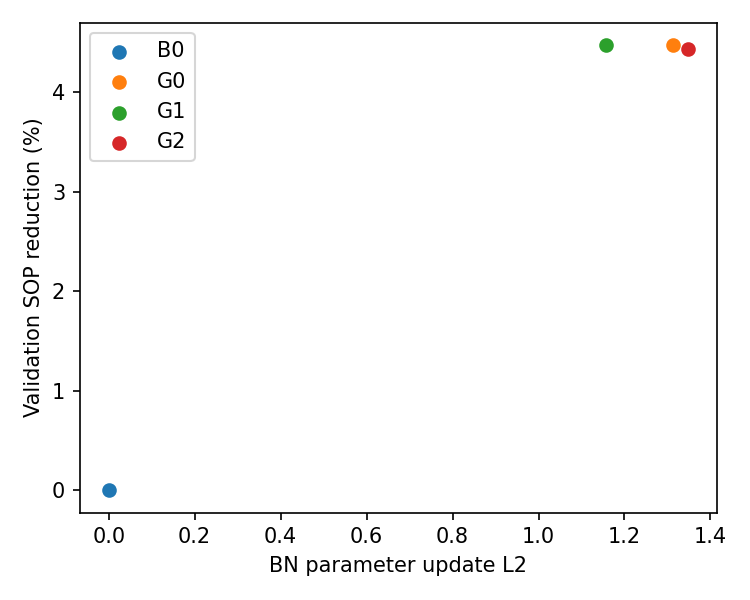 B0
G0
G1
G2
4
3
2
1
0
Validation SOP reduction (%)
0.0 0.2 0.4 0.6 0.8 1.0 1.2 1.4
BN parameter update L2